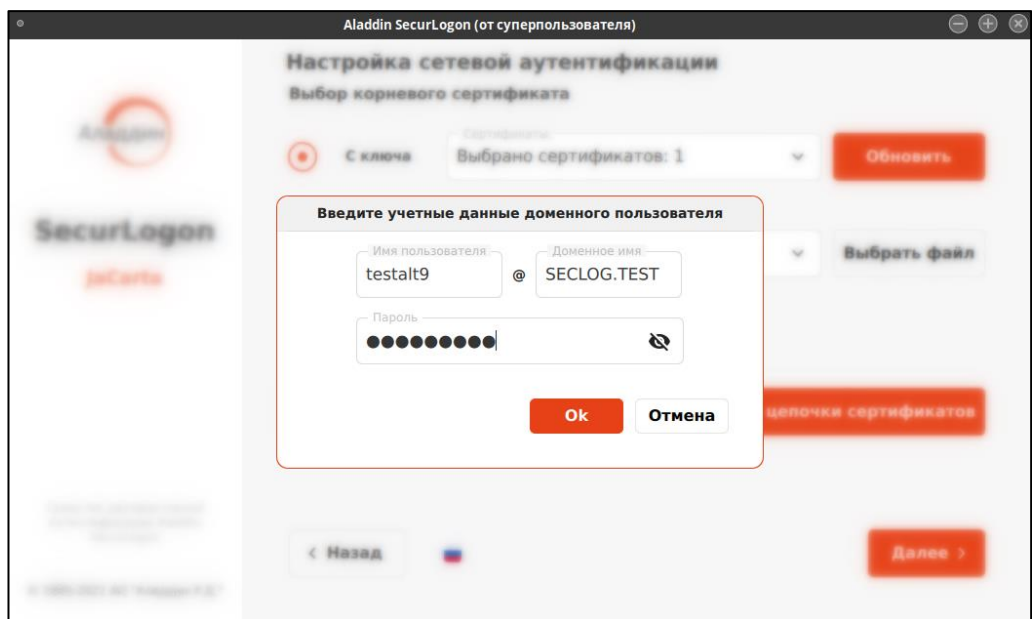 Aladdin SecurLogon (от суперпользователя)
Настройка сетевой аутентификации
Выбор корневого сертификата
Аладдин
Сертификаты
С ключа
Выбрано сертификатов: 1
Обновить
SecurLogon
JaCarta
Введите учетные данные доменного пользователя
Имя пользователя
Доменное имя
testalt9
@
SECLOG.TEST
Выбрать файл
Пароль
●●●●●●●●●
цепочки сертификатов
Ok
Отмена
< Назад
Далее >